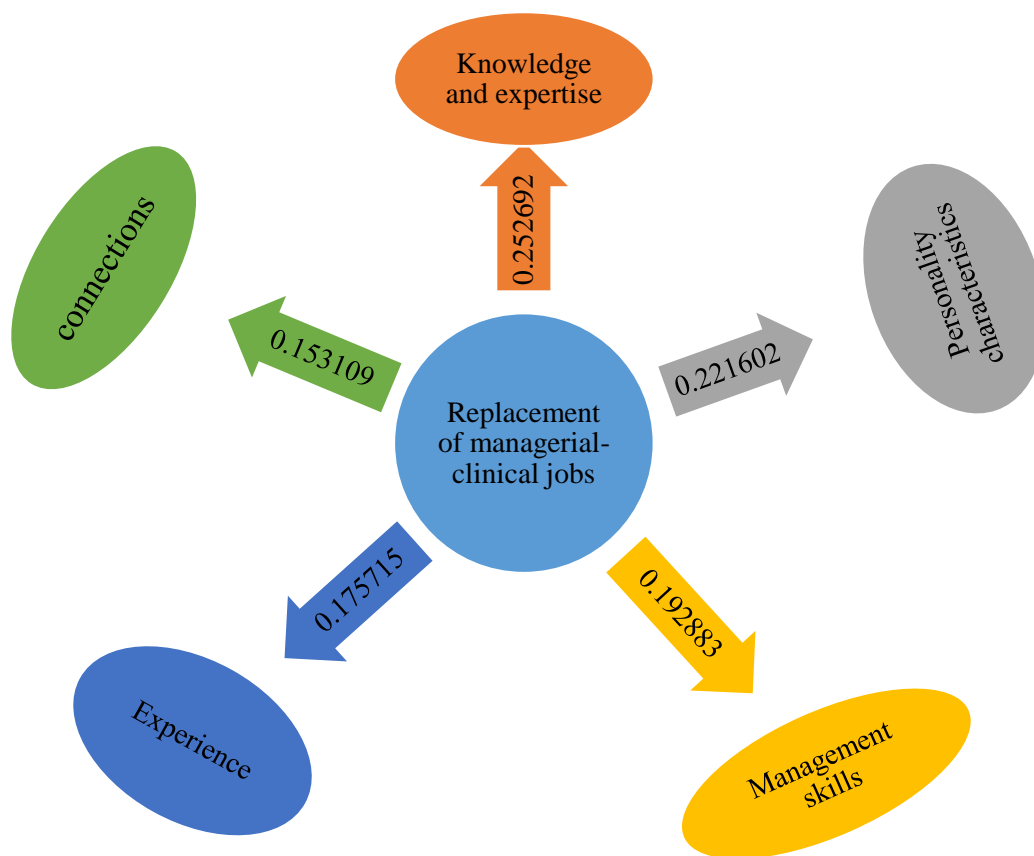 Knowledge
and expertise
0.252692
connections
0.153109
Personality
characteristics
0.221602
Replacement
of managerial-
clinical jobs
0.175715
0.192883
Experience
Management
skills